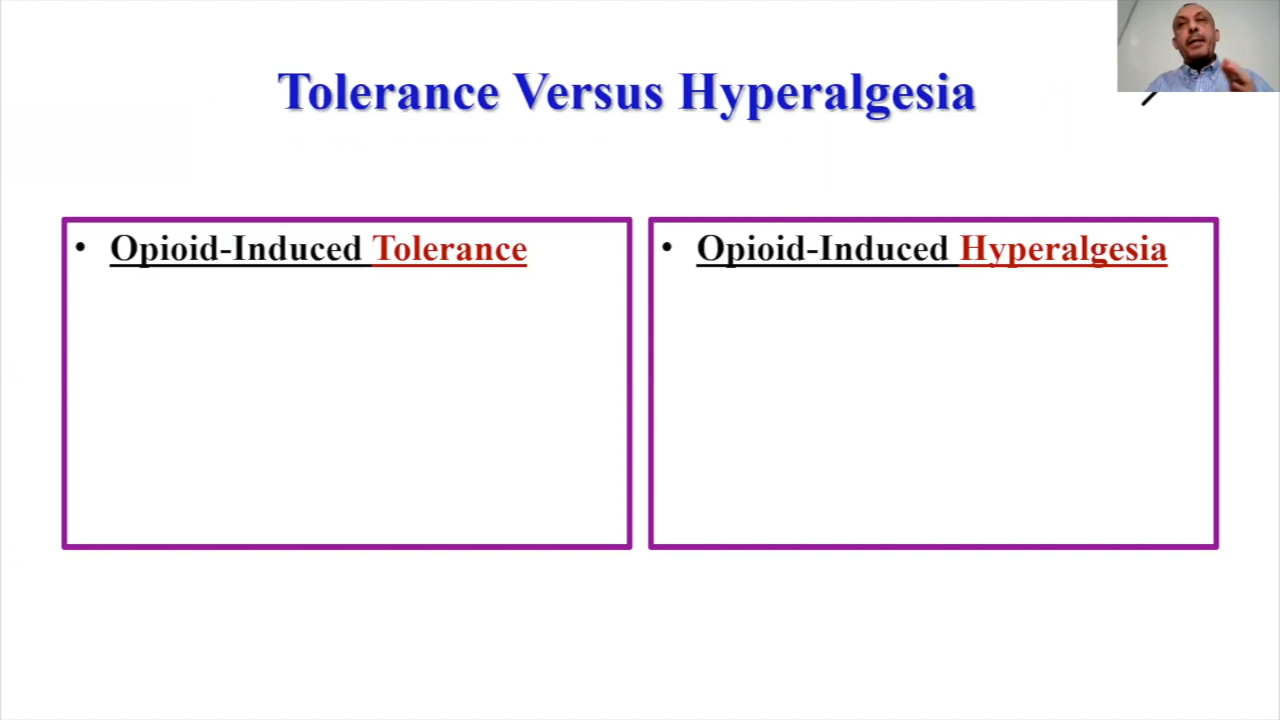 Tolerance Versus Hyperalgesia
• Opioid-Induced Tolerance
• Opioid-Induced Hyperalgesia